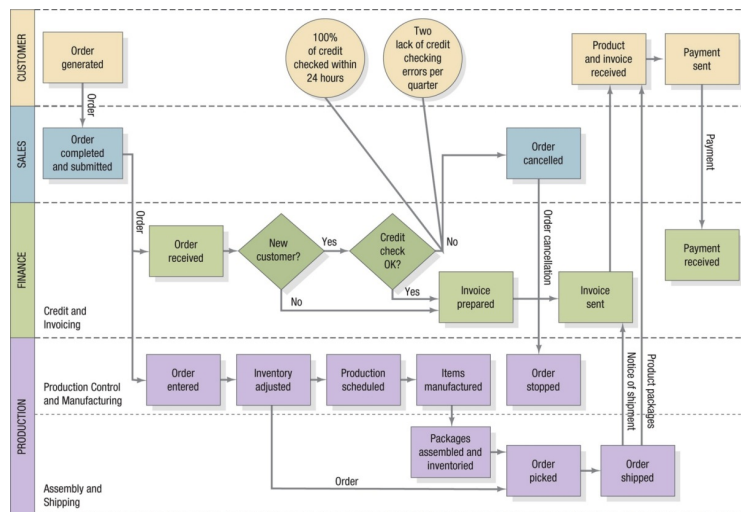 CUSTOMER
Order
generated
100%
of credit
checked within
24 hours
Two
lack of credit
checking
errors per
quarter
Product
and invoice
received
Payment
sent
Order
SALES
Order
completed
and submitted
Order
cancelled
Payment
Order
Order cancellation
FINANCE
Order
received
New
customer?
Yes
Credit
check
OK?
No
Payment
received
Yes
No
Invoice
prepared
Invoice
sent
Credit and
Invoicing
PRODUCTION
Order
entered
Inventory
adjusted
Production
scheduled
Items
manufactured
Order
stopped
Production Control
and Manufacturing
Notice of shipment
Product packages
Packages
assembled and
inventoried
Order
picked
Order
shipped
Order
Assembly and
Shipping